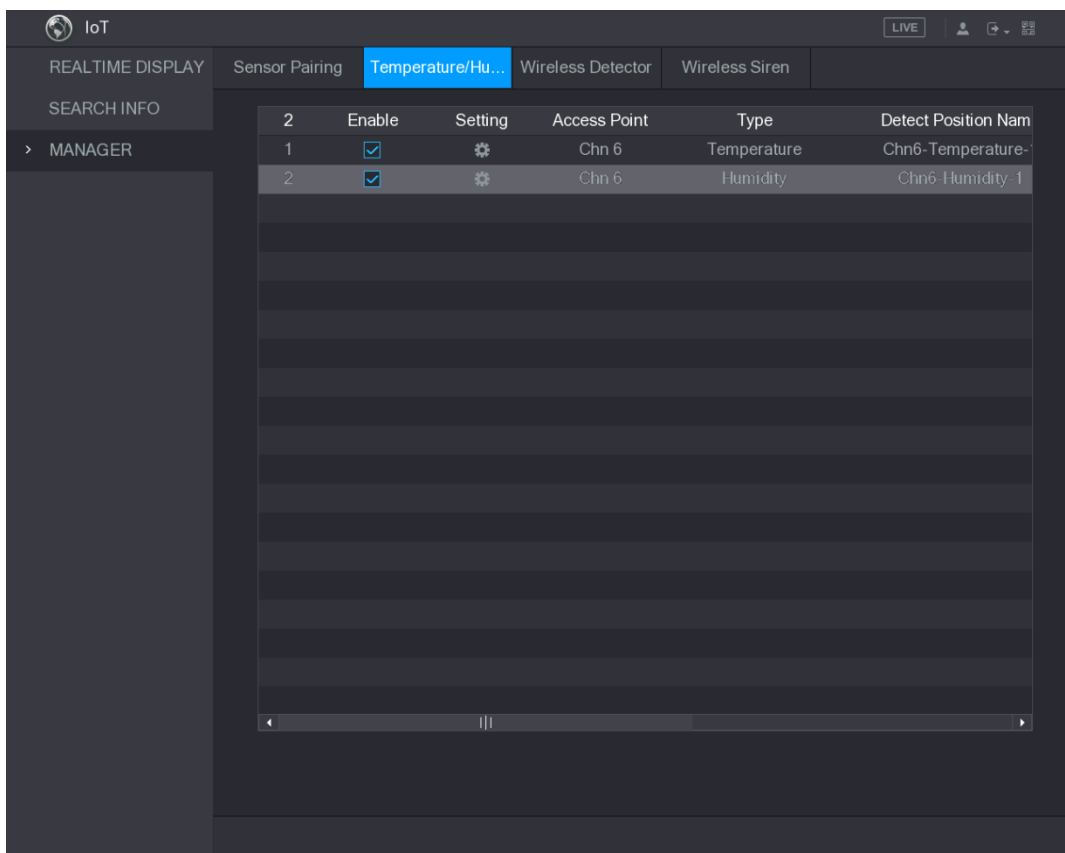 IoT LIVE
REALTIME DISPLAY
SEARCH INFO
MANAGER
Sensor Pairing Temperature/Hu... Wireless Detector Wireless Siren
2 Enable Setting Access Point Type Detect Position Nam
1 Chn 6 Temperature Chn6-Temperature-1
2 Chn 6 Humidity Chn6-Humidity-1